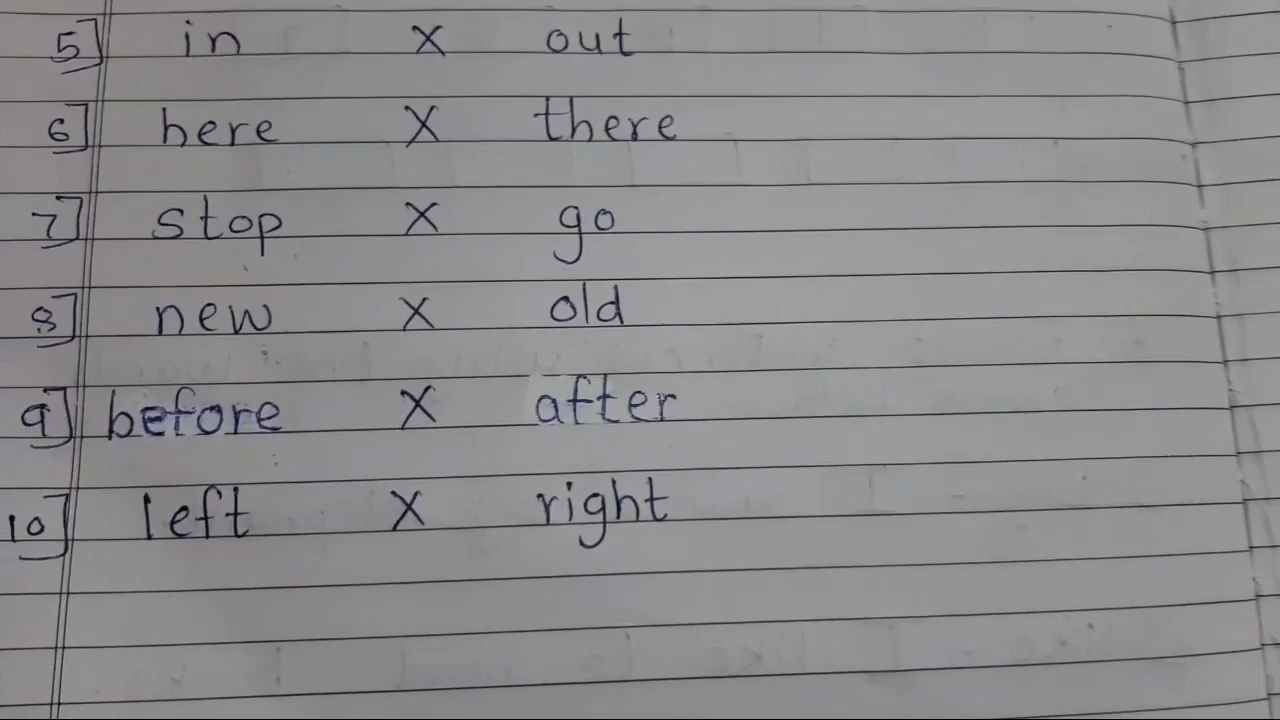 5] in x out
6] here x there
7] stop x go
8] new x old
9] before x after
10] left x right